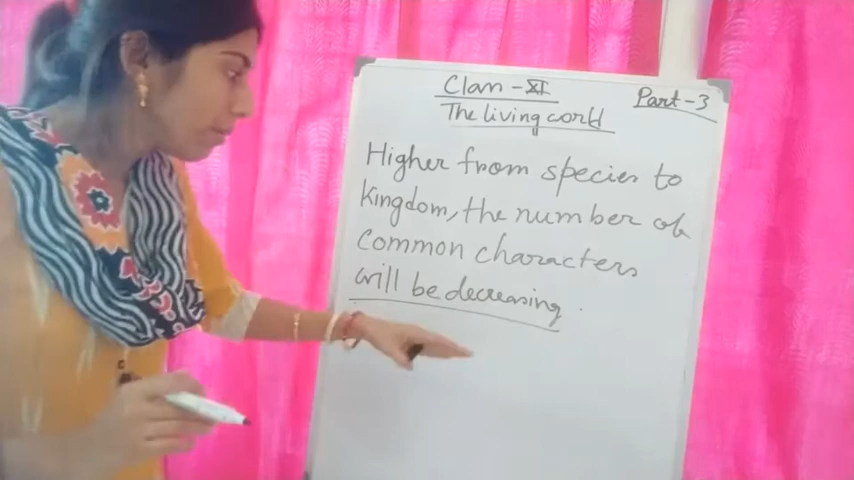 Class - XI
The living world
Part-3
Higher from species to
Kingdom, the number of
Common characters
will be decreasing.